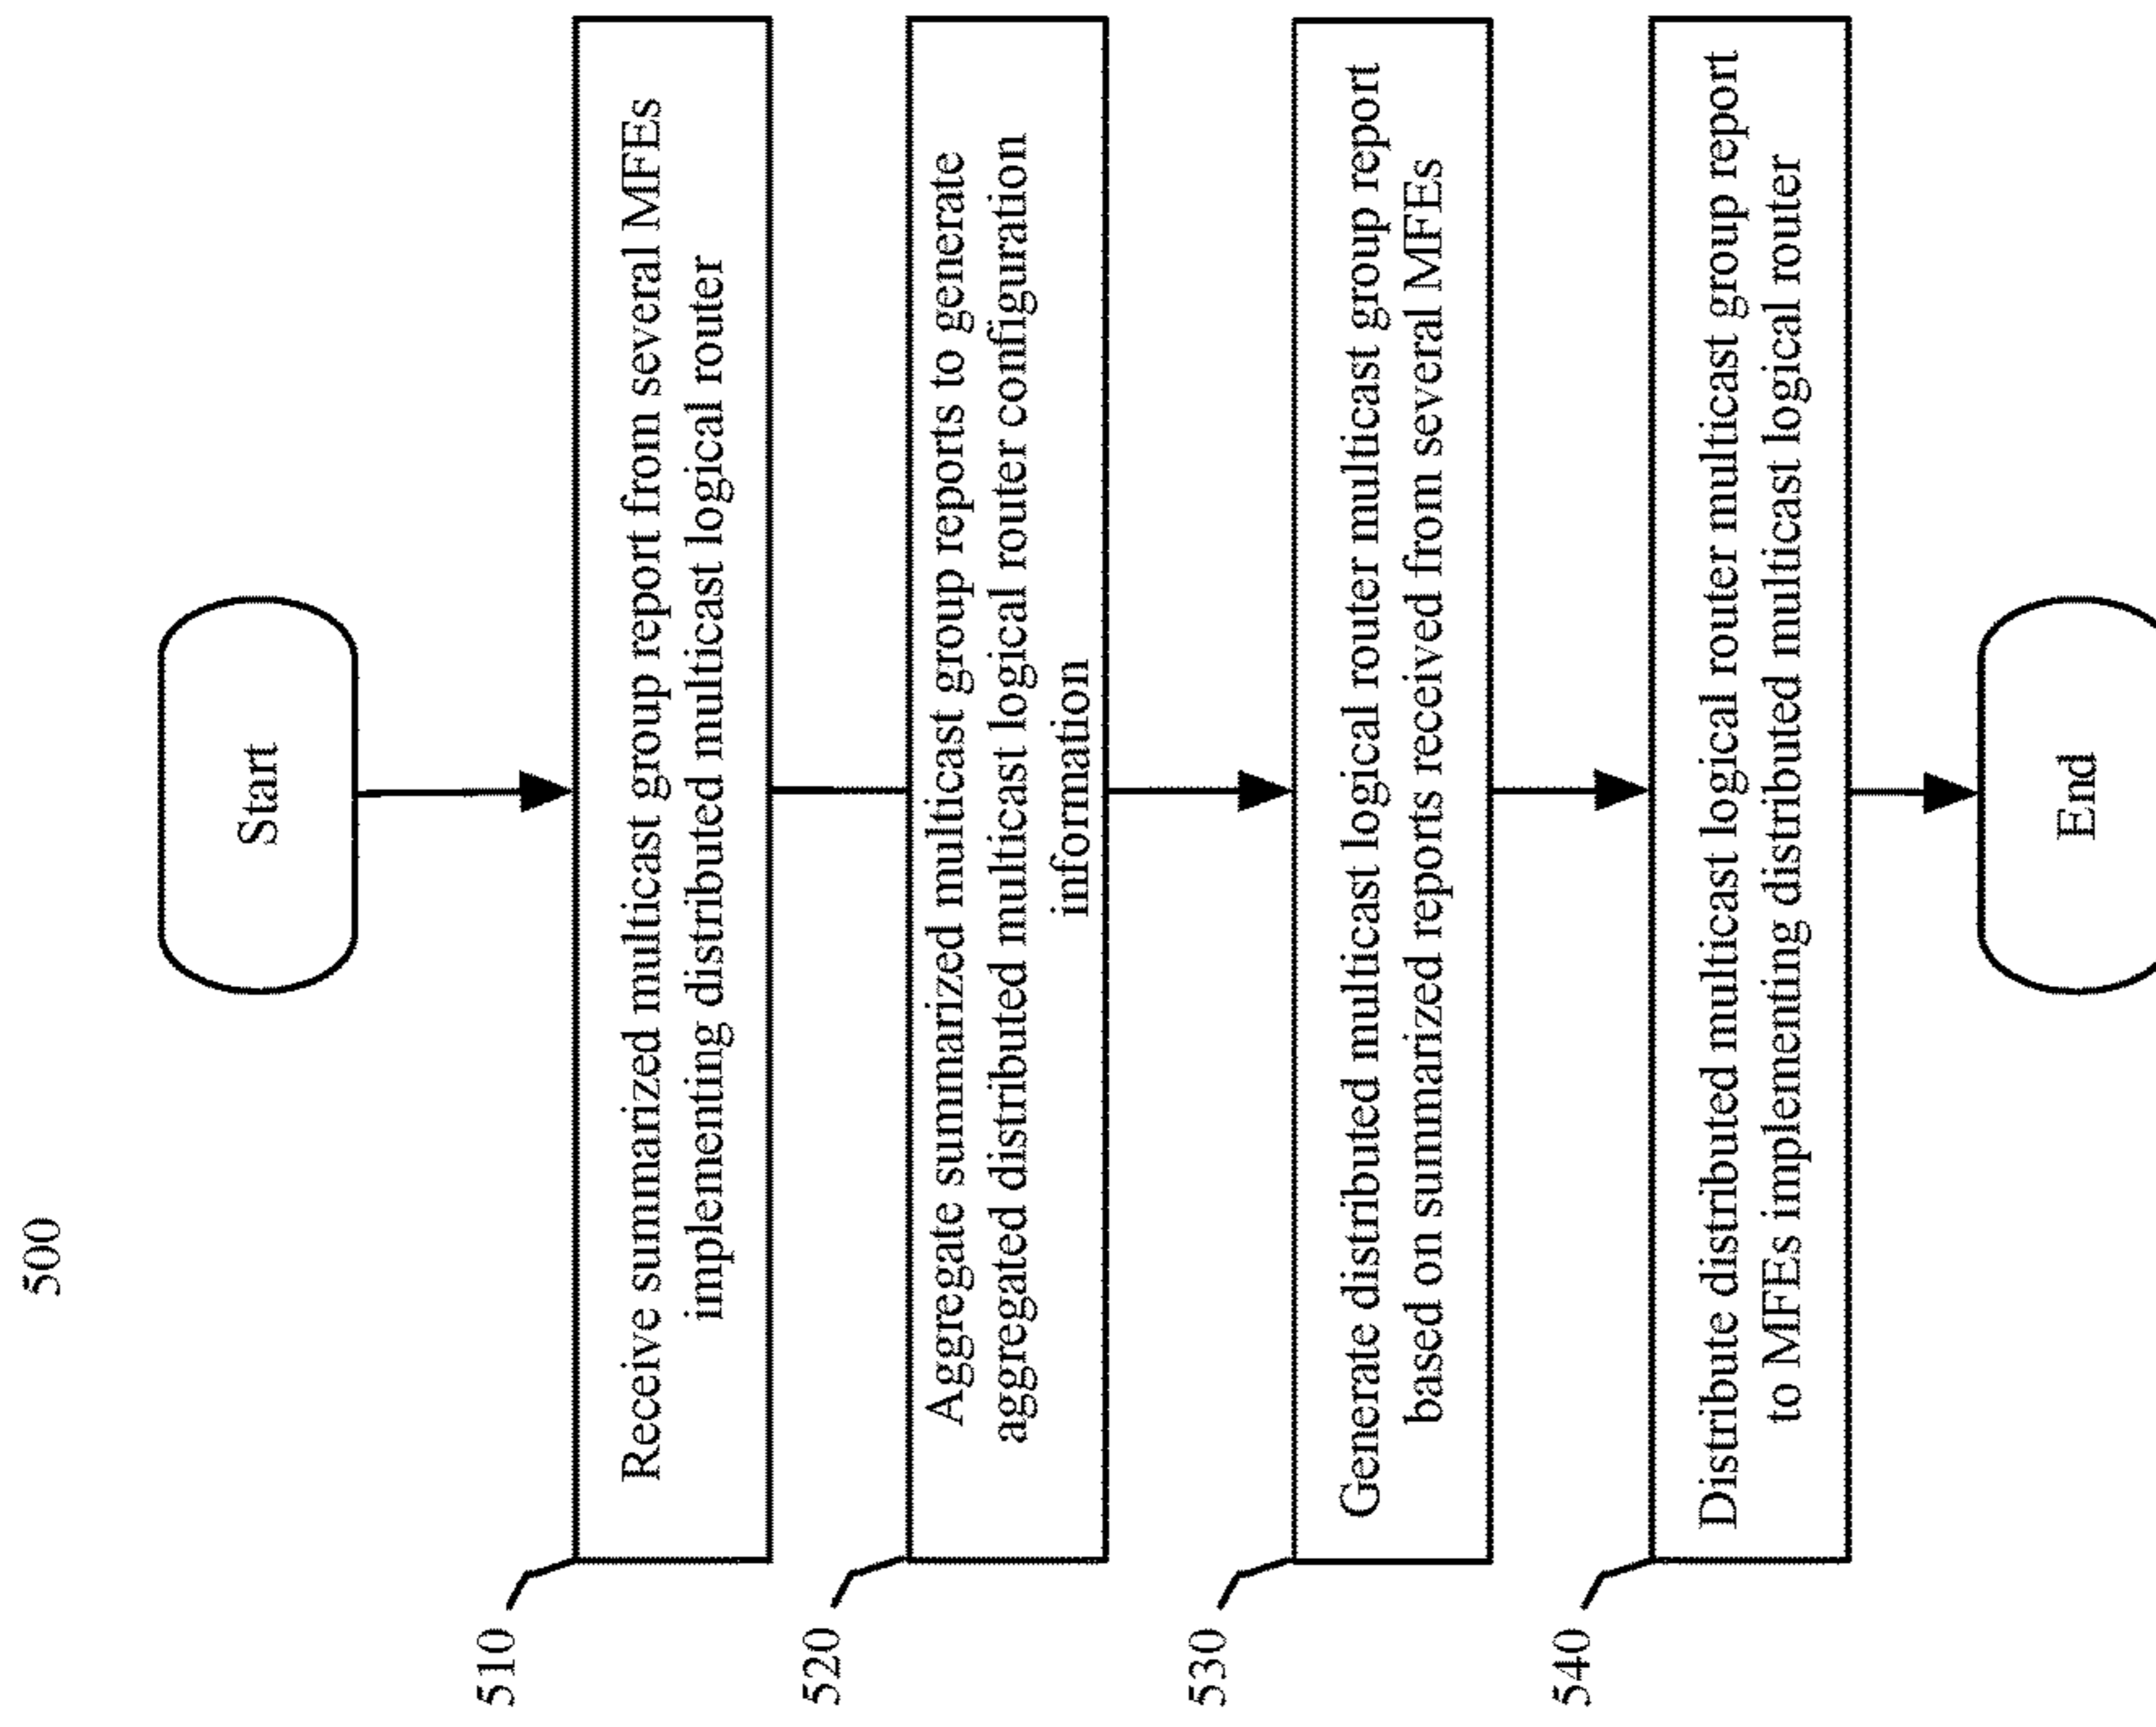 500
Start
510
Receive summarized multicast group report from several MFEs
implementing distributed multicast logical router
520
Aggregate summarized multicast group reports to generate
aggregated distributed multicast logical router configuration
information
530
Generate distributed multicast logical router multicast group report
based on summarized reports received from several MFEs
540
Distribute distributed multicast logical router multicast group report
to MFEs implementing distributed multicast logical router
End